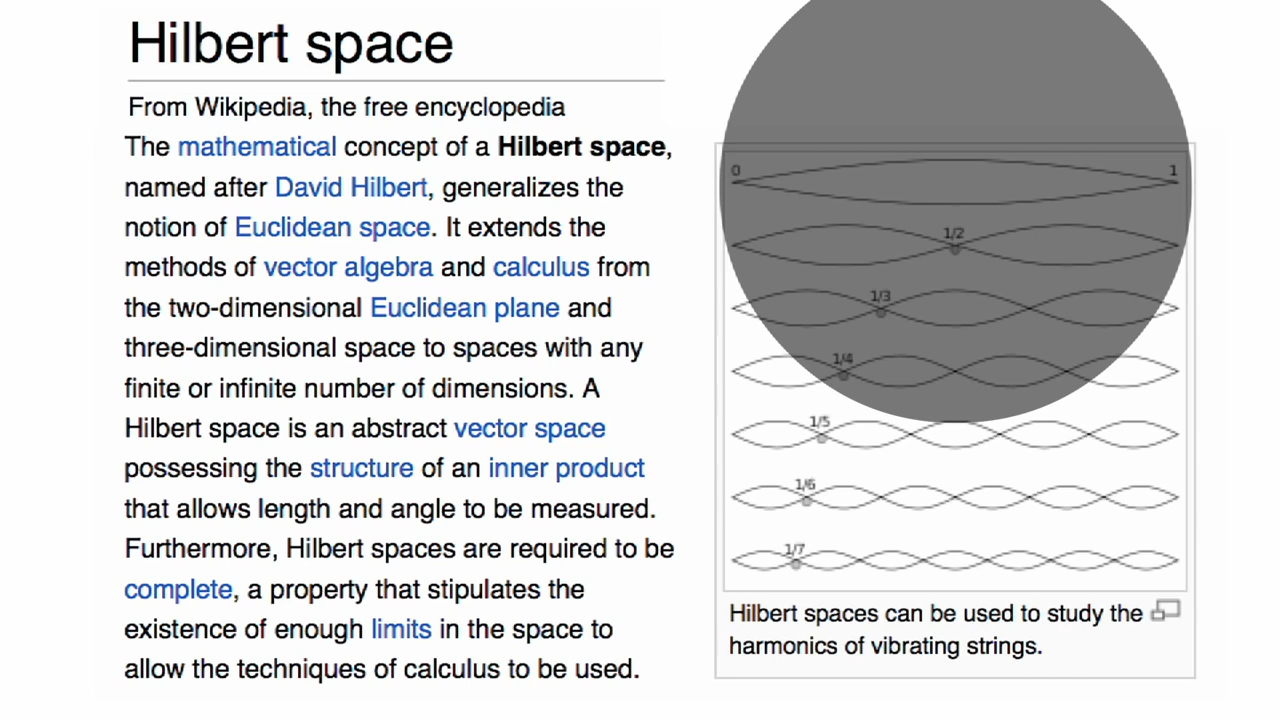 Hilbert space
From Wikipedia, the free encyclopedia
The mathematical concept of a Hilbert space,
named after David Hilbert, generalizes the
notion of Euclidean space. It extends the
methods of vector algebra and calculus from
the two-dimensional Euclidean plane and
three-dimensional space to spaces with any
finite or infinite number of dimensions. A
Hilbert space is an abstract vector space
possessing the structure of an inner product
that allows length and angle to be measured.
Furthermore, Hilbert spaces are required to be
complete, a property that stipulates the
existence of enough limits in the space to
allow the techniques of calculus to be used.
0 1
1/2
1/3
1/4
1/5
1/6
1/7
Hilbert spaces can be used to study the
harmonics of vibrating strings.